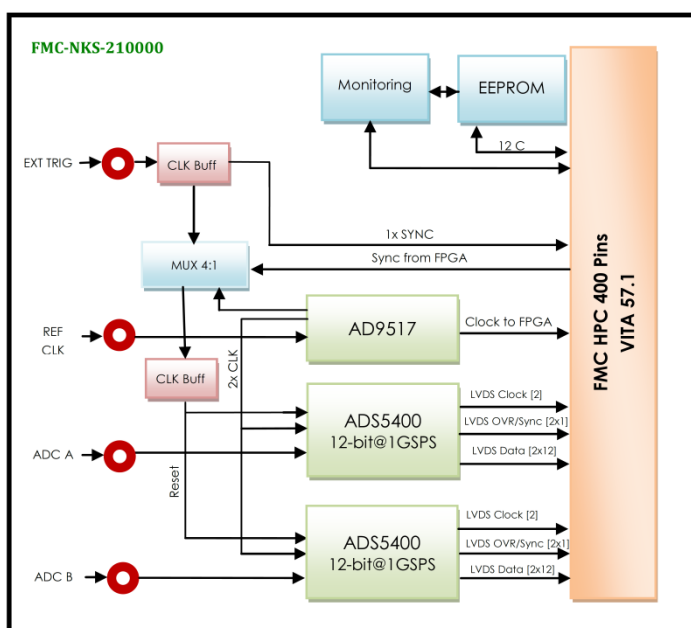 FMC-NKS-210000
Monitoring
EEPROM
12 C
EXT TRIG
CLK Buff
1x SYNC
MUX 4:1
Sync from FPGA
REF
CLK
AD9517
Clock to FPGA
CLK Buff
2x CLK
ADS5400
12-bit@1GSPS
LVDS Clock [2]
LVDS OVR/Sync [2x1]
LVDS Data [2x12]
ADC A
Reset
ADS5400
12-bit@1GSPS
LVDS Clock [2]
LVDS OVR/Sync [2x1]
LVDS Data [2x12]
ADC B
FMC HPC 400 Pins
VITA 57.1